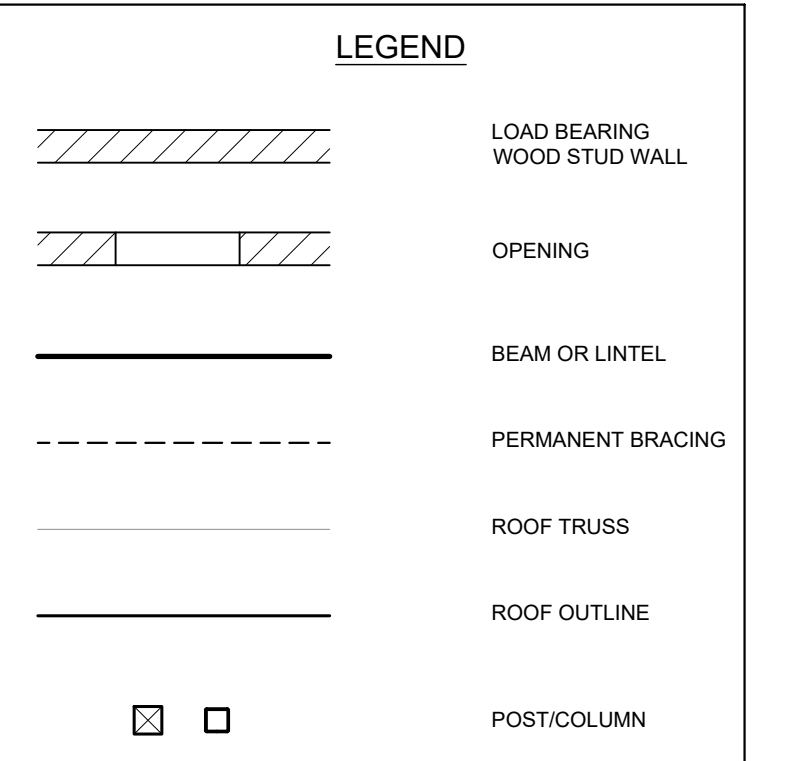 LEGEND
LOAD BEARING
WOOD STUD WALL
OPENING
BEAM OR LINTEL
PERMANENT BRACING
ROOF TRUSS
ROOF OUTLINE
POST/COLUMN